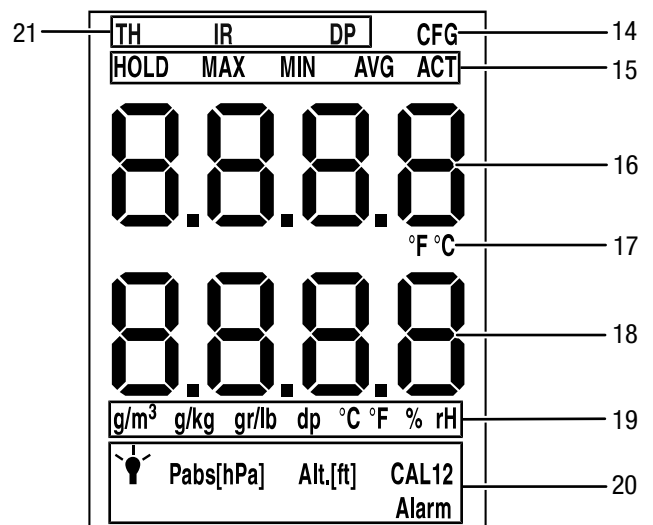 21 TH IR DP CFG 14
HOLD MAX MIN AVG ACT 15
8.8.8.8 16
°F °C 17
8.8.8.8 18
g/m³ g/kg gr/lb dp °C °F % rH 19
Pabs[hPa] Alt.[ft] CAL12 20
Alarm